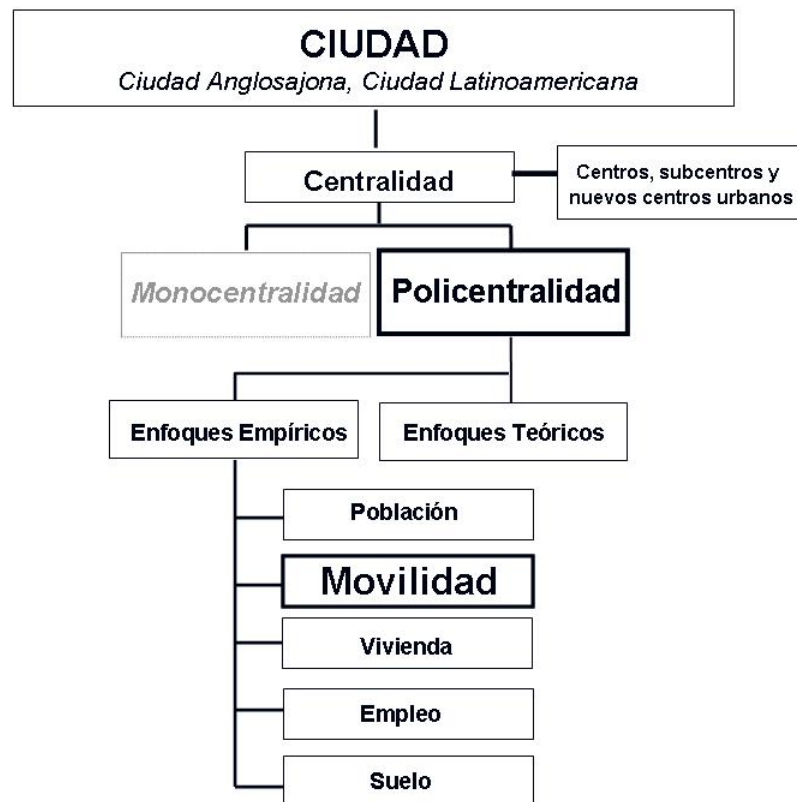 CIUDAD
Ciudad Anglosajona, Ciudad Latinoamericana
Centralidad
Centros, subcentros y
nuevos centros urbanos
Monocentralidad
Policentralidad
Enfoques Empíricos
Enfoques Teóricos
Población
Movilidad
Vivienda
Empleo
Suelo